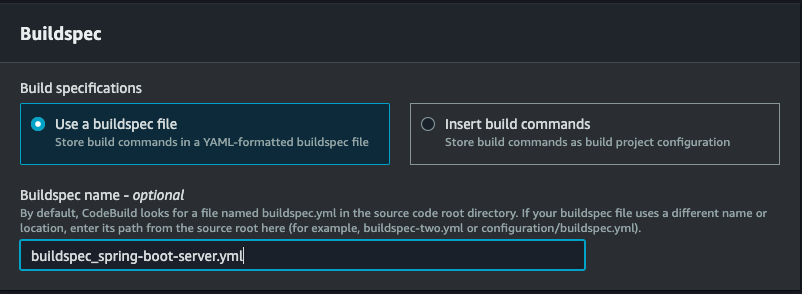 Buildspec
Build specifications
Use a buildspec file
Store build commands in a YAML-formatted buildspec file
Insert build commands
Store build commands as build project configuration
Buildspec name - optional
By default, CodeBuild looks for a file named buildspec.yml in the source code root directory. If your buildspec file uses a different name or
location, enter its path from the source root here (for example, buildspec-two.yml or configuration/buildspec.yml).
buildspec_spring-boot-server.yml